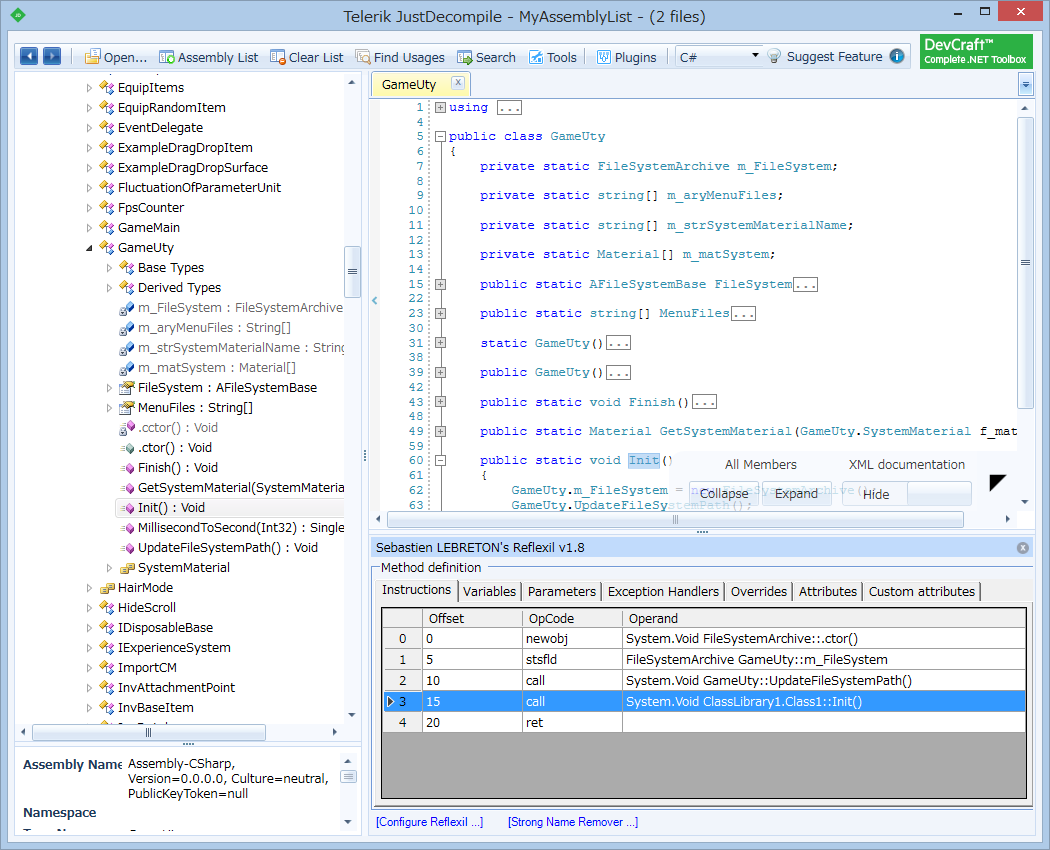 Telerik JustDecompile - MyAssemblyList - (2 files)
Open... Assembly List Clear List Find Usages Search Tools Plugins C# Suggest Feature
DevCraft™
Complete .NET Toolbox
EquipItems
EquipRandomItem
EventDelegate
ExampleDragDropItem
ExampleDragDropSurface
FluctuationOfParameterUnit
FpsCounter
GameMain
GameUty
Base Types
Derived Types
m_FileSystem : FileSystemArchive
m_aryMenuFiles : String[]
m_strSystemMaterialName : String
m_matSystem : Material[]
FileSystem : AFileSystemBase
MenuFiles : String[]
.cctor() : Void
.ctor() : Void
Finish() : Void
GetSystemMaterial(SystemMateria
Init() : Void
MillisecondToSecond(Int32) : Single
UpdateFileSystemPath() : Void
SystemMaterial
HairMode
HideScroll
IDisposableBase
IExperienceSystem
ImportCM
InvAttachmentPoint
InvBaseItem
Assembly Name Assembly-CSharp,
Version=0.0.0.0, Culture=neutral,
PublicKeyToken=null
Namespace
GameUty x
1 using ...
4
5 public class GameUty
6 {
7 private static FileSystemArchive m_FileSystem;
8
9 private static string[] m_aryMenuFiles;
10
11 private static string[] m_strSystemMaterialName;
12
13 private static Material[] m_matSystem;
14
15 public static AFileSystemBase FileSystem...
22
23 public static string[] MenuFiles...
30
31 static GameUty()...
38
39 public GameUty()...
42
43 public static void Finish()...
48
49 public static Material GetSystemMaterial(GameUty.SystemMaterial f_mat
59
60 public static void Init()
61 {
62 GameUty.m_FileSystem = new FileSystemArchive();
63 GameUty.UpdateFileSystemPath();
All Members XML documentation
Collapse Expand Hide
Sebastien LEBRETON's Reflexil v1.8
Method definition
Instructions Variables Parameters Exception Handlers Overrides Attributes Custom attributes
Offset OpCode Operand
0 0 newobj System.Void FileSystemArchive::.ctor()
1 5 stsfld FileSystemArchive GameUty::m_FileSystem
2 10 call System.Void GameUty::UpdateFileSystemPath()
3 15 call System.Void ClassLibrary1.Class1::Init()
4 20 ret
[Configure Reflexil ...] [Strong Name Remover ...]